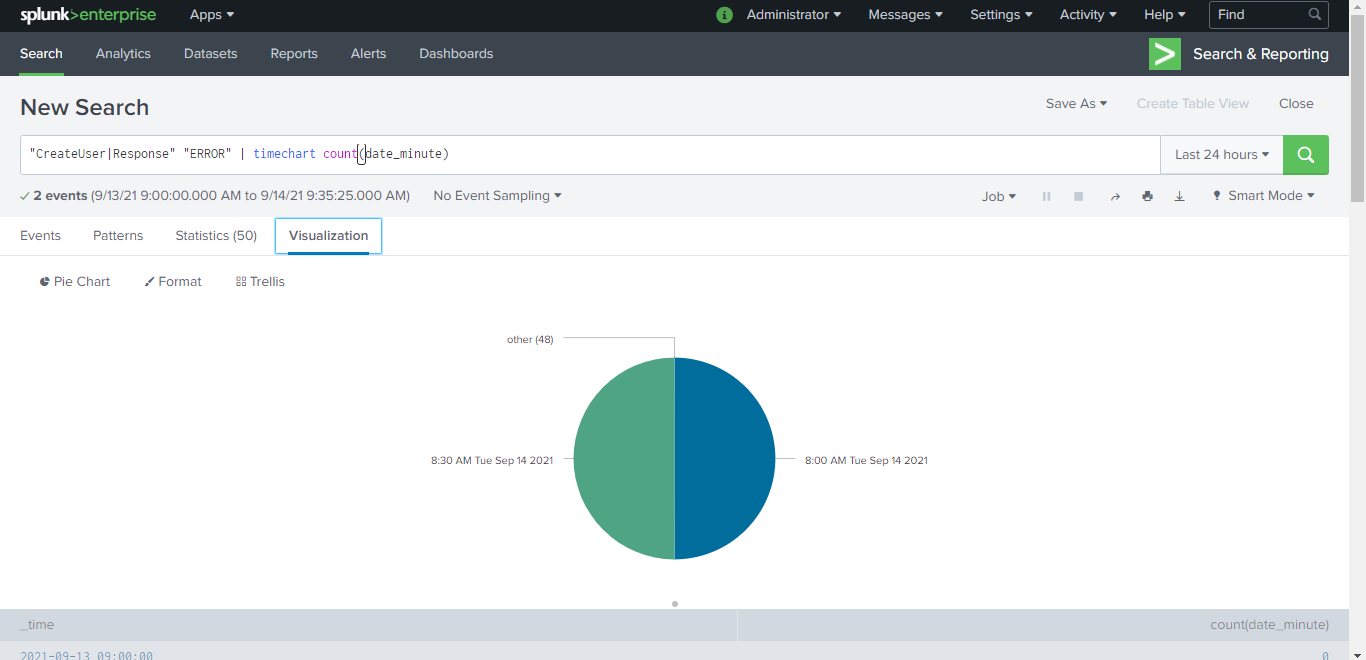 splunk>enterprise Apps Administrator Messages Settings Activity Help Find
Search Analytics Datasets Reports Alerts Dashboards Search & Reporting
New Search Save As Create Table View Close
"CreateUser|Response" "ERROR" | timechart count(date_minute) Last 24 hours
2 events (9/13/21 9:00:00.000 AM to 9/14/21 9:35:25.000 AM) No Event Sampling Job Smart Mode
Events Patterns Statistics (50) Visualization
Pie Chart Format Trellis
other (48)
8:30 AM Tue Sep 14 2021 8:00 AM Tue Sep 14 2021
_time count(date_minute)
2021-09-13 09:00:00 0